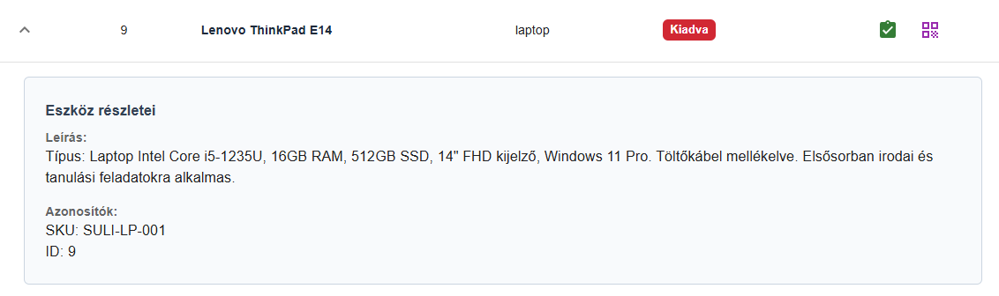 9 Lenovo ThinkPad E14 laptop Kiadva
Eszköz részletei
Leírás:
Típus: Laptop Intel Core i5-1235U, 16GB RAM, 512GB SSD, 14" FHD kijelző, Windows 11 Pro. Töltőkábel mellékelve. Elsősorban irodai és
tanulási feladatokra alkalmas.
Azonosítók:
SKU: SULI-LP-001
ID: 9